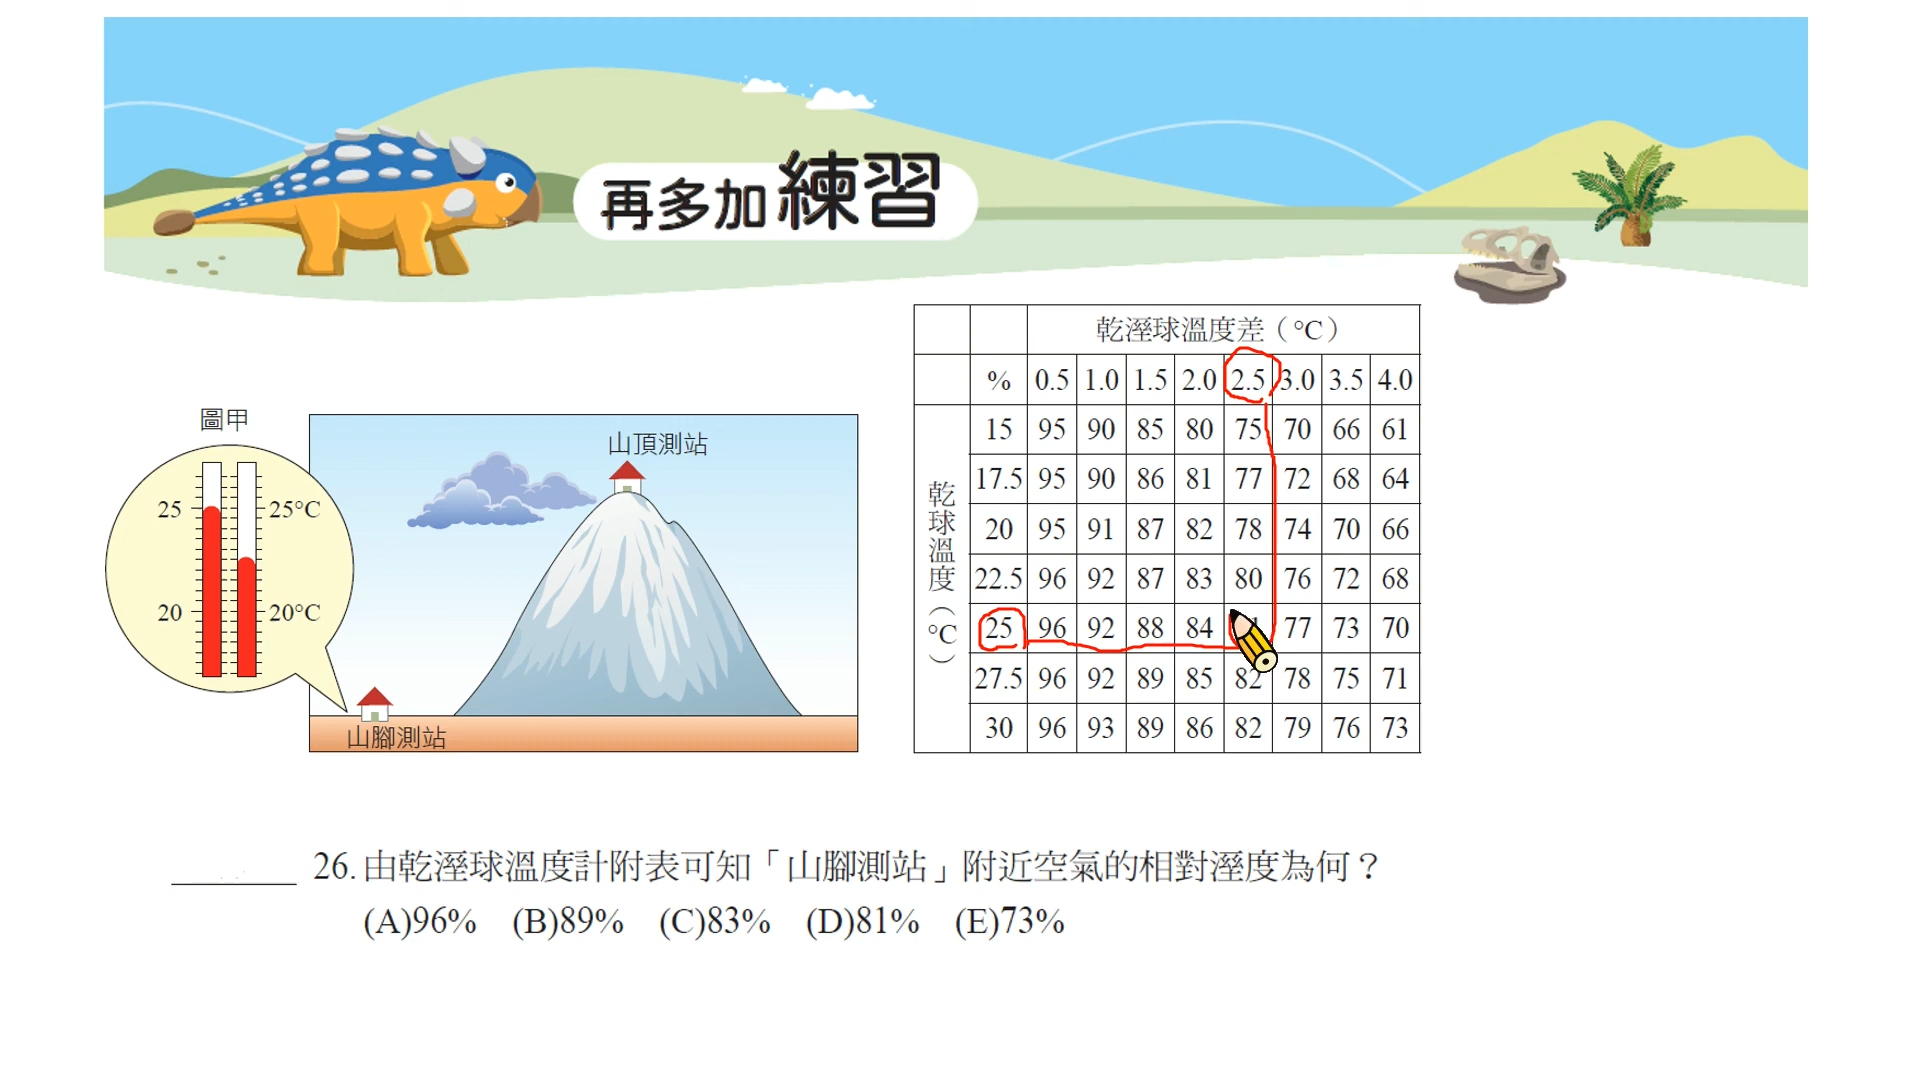 再多加練習
圖甲
25 25°C
20 20°C
山頂測站
山腳測站
乾溼球溫度差（°C）
% 0.5 1.0 1.5 2.0 2.5 3.0 3.5 4.0
乾球溫度（°C）
15 95 90 85 80 75 70 66 61
17.5 95 90 86 81 77 72 68 64
20 95 91 87 82 78 74 70 66
22.5 96 92 87 83 80 76 72 68
25 96 92 88 84 77 73 70
27.5 96 92 89 85 82 78 75 71
30 96 93 89 86 82 79 76 73
26. 由乾溼球溫度計附表可知「山腳測站」附近空氣的相對溼度為何？
(A)96% (B)89% (C)83% (D)81% (E)73%